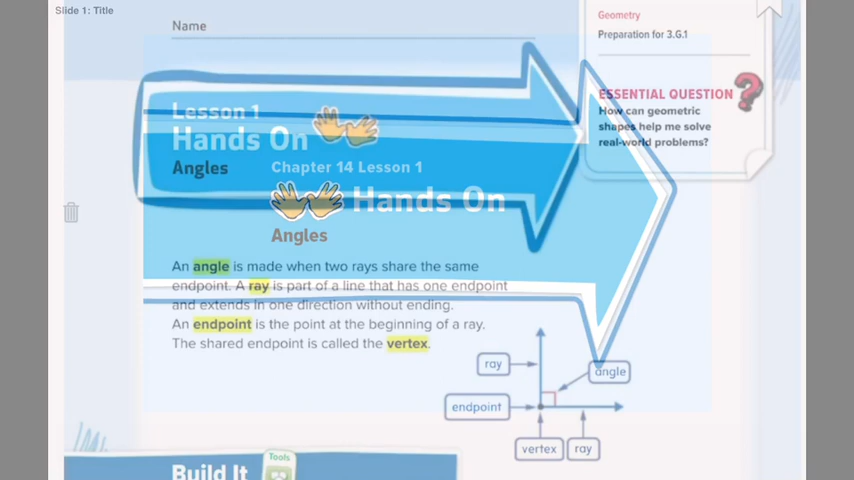 Slide 1: Title
Name
Geometry
Preparation for 3.G.1
ESSENTIAL QUESTION
How can geometric
shapes help me solve
real-world problems?
Lesson 1
Hands On
Angles
Chapter 14 Lesson 1
Hands On
Angles
An angle is made when two rays share the same
endpoint. A ray is part of a line that has one endpoint
and extends in one direction without ending.
An endpoint is the point at the beginning of a ray.
The shared endpoint is called the vertex.
ray
angle
endpoint
vertex
ray
Tools
Build It